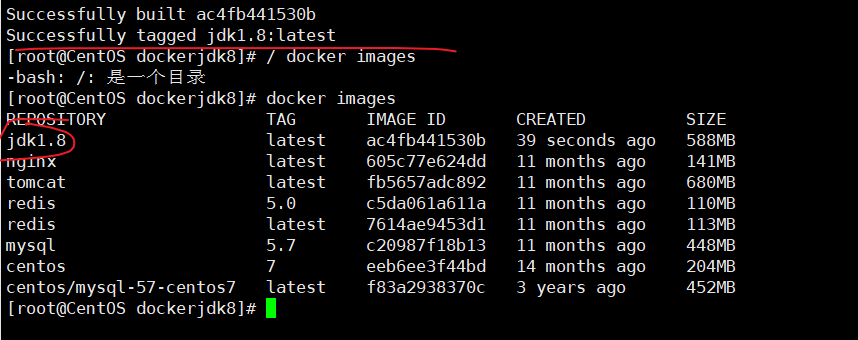 Successfully built ac4fb441530b
Successfully tagged jdk1.8:latest
[root@CentOS dockerjdk8]# / docker images
-bash: /: 是一个目录
[root@CentOS dockerjdk8]# docker images
REPOSITORY TAG IMAGE ID CREATED SIZE
jdk1.8 latest ac4fb441530b 39 seconds ago 588MB
nginx latest 605c77e624dd 11 months ago 141MB
tomcat latest fb5657adc892 11 months ago 680MB
redis 5.0 c5da061a611a 11 months ago 110MB
redis latest 7614ae9453d1 11 months ago 113MB
mysql 5.7 c20987f18b13 11 months ago 448MB
centos 7 eeb6ee3f44bd 14 months ago 204MB
centos/mysql-57-centos7 latest f83a2938370c 3 years ago 452MB
[root@CentOS dockerjdk8]#